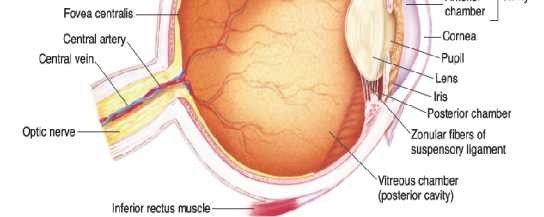 Fovea centralis
Central artery
Central vein
Optic nerve
Inferior rectus muscle
chamber
Cornea
Pupil
Lens
Iris
Posterior chamber
Zonular fibers of
suspensory ligament
Vitreous chamber
(posterior cavity)